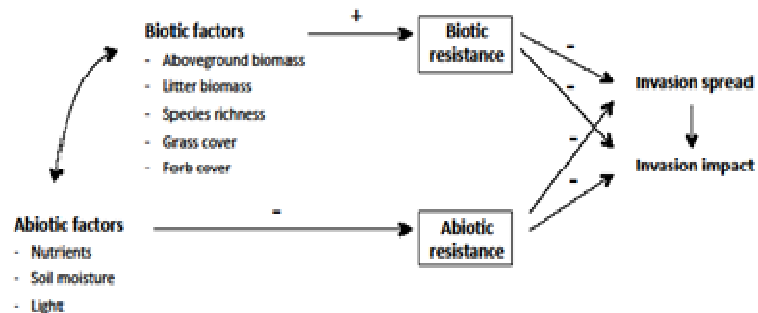 Biotic factors
- Aboveground biomass
- Litter biomass
- Species richness
- Grass cover
- Forb cover
+
Biotic
resistance
-
-
Invasion spread
-
-
Invasion impact
Abiotic factors
- Nutrients
- Soil moisture
- Light
-
Abiotic
resistance